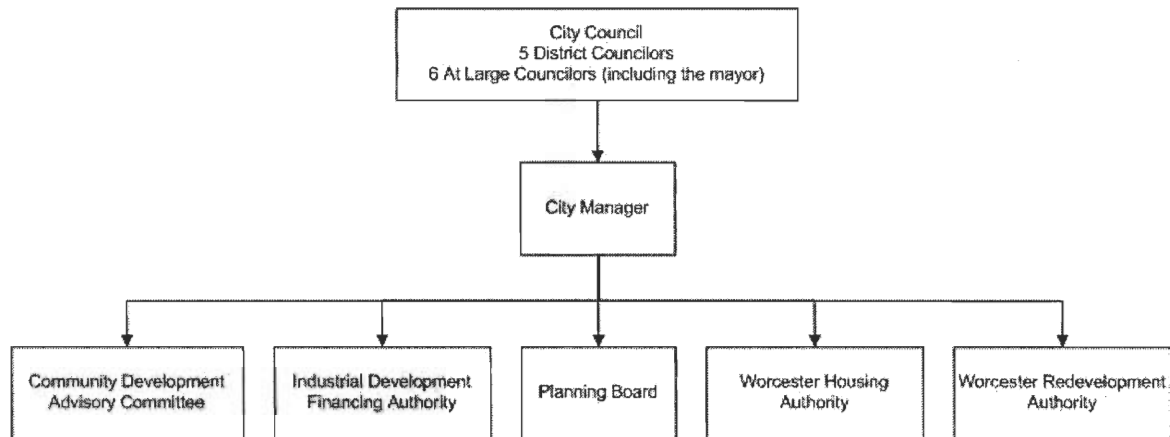 City Council
5 District Councilors
6 At Large Councilors (including the mayor)
City Manager
Community Development
Advisory Committee
Industrial Development
Financing Authority
Planning Board
Worcester Housing
Authority
Worcester Redevelopment
Authority